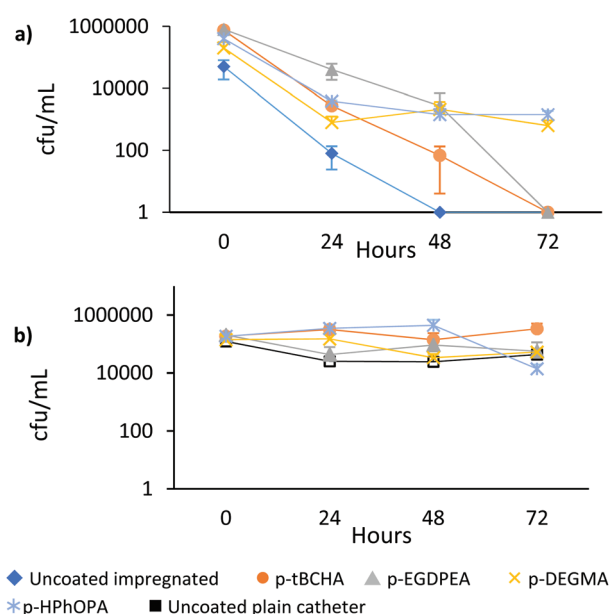 a)
1000000
10000
100
1
cfu/mL
0 24 48 72
Hours
b)
1000000
10000
100
1
cfu/mL
0 24 48 72
Hours
Uncoated impregnated p-tBCHA p-EGDPEA p-DEGMA
p-HPhOPA Uncoated plain catheter